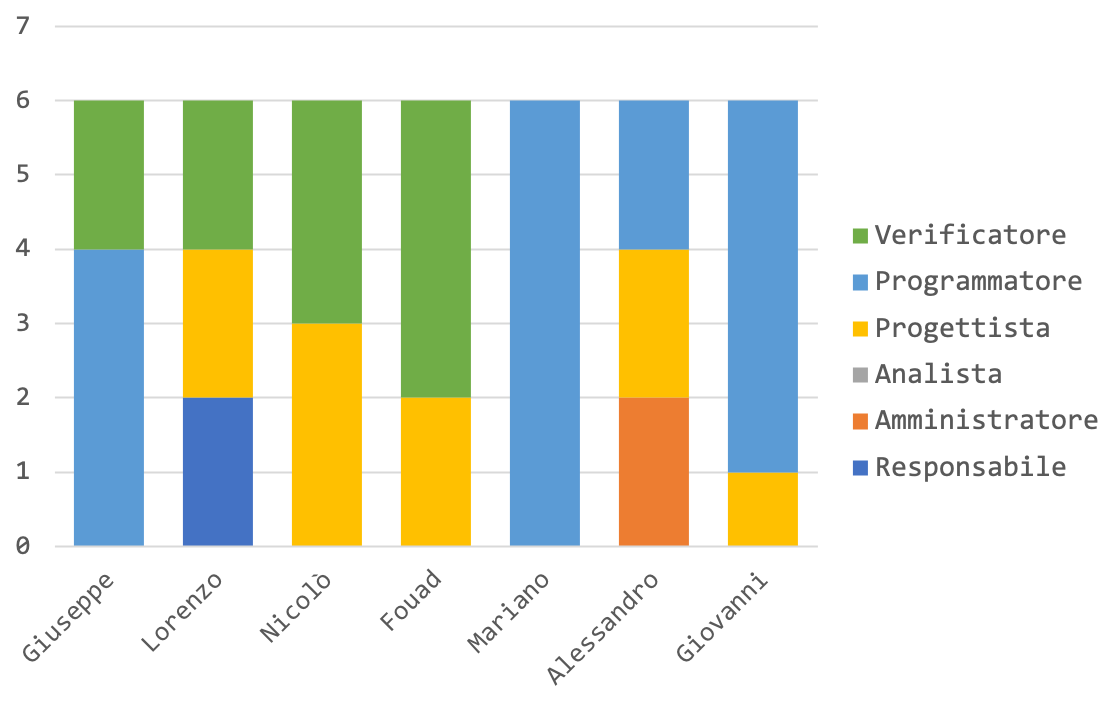 7
6
5
4
3
2
1
0
Giuseppe
Lorenzo
Nicolò
Fouad
Mariano
Alessandro
Giovanni
Verificatore
Programmatore
Progettista
Analista
Amministratore
Responsabile